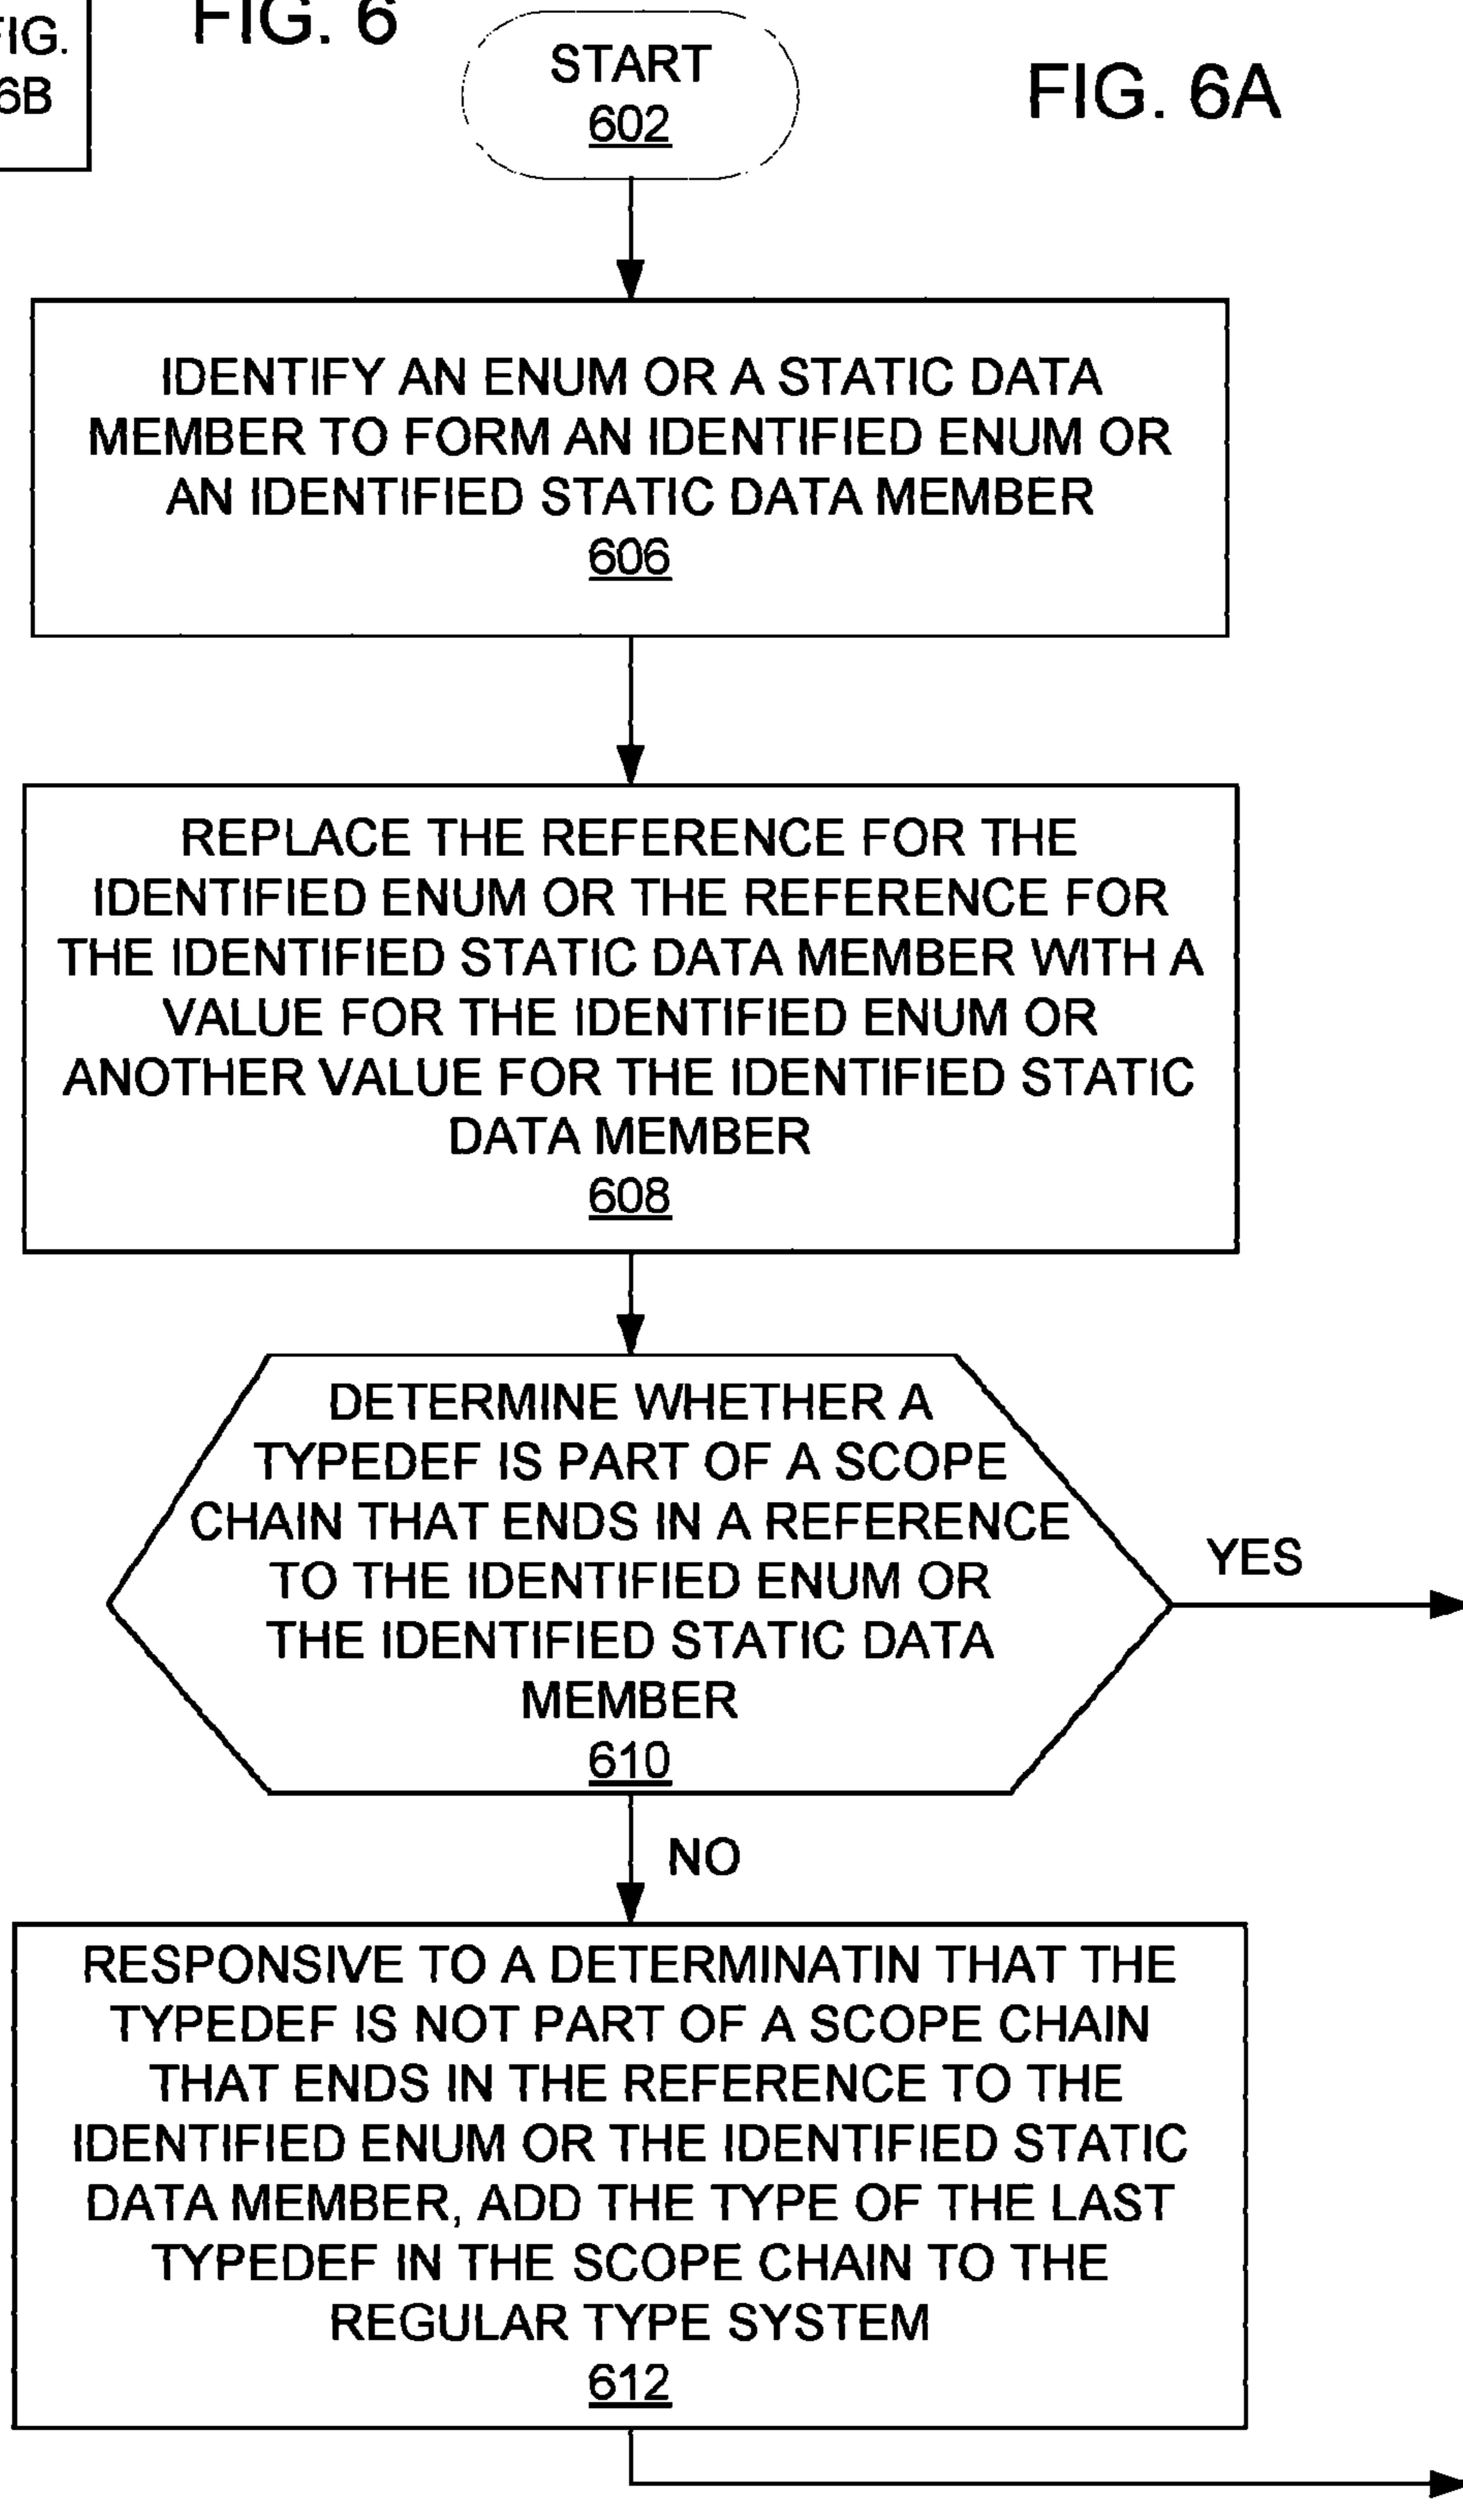 FIG.
6B
FIG. 6
START
602
FIG. 6A
IDENTIFY AN ENUM OR A STATIC DATA
MEMBER TO FORM AN IDENTIFIED ENUM OR
AN IDENTIFIED STATIC DATA MEMBER
606
REPLACE THE REFERENCE FOR THE
IDENTIFIED ENUM OR THE REFERENCE FOR
THE IDENTIFIED STATIC DATA MEMBER WITH A
VALUE FOR THE IDENTIFIED ENUM OR
ANOTHER VALUE FOR THE IDENTIFIED STATIC
DATA MEMBER
608
DETERMINE WHETHER A
TYPEDEF IS PART OF A SCOPE
CHAIN THAT ENDS IN A REFERENCE
TO THE IDENTIFIED ENUM OR
THE IDENTIFIED STATIC DATA
MEMBER
610
YES
NO
RESPONSIVE TO A DETERMINATIN THAT THE
TYPEDEF IS NOT PART OF A SCOPE CHAIN
THAT ENDS IN THE REFERENCE TO THE
IDENTIFIED ENUM OR THE IDENTIFIED STATIC
DATA MEMBER, ADD THE TYPE OF THE LAST
TYPEDEF IN THE SCOPE CHAIN TO THE
REGULAR TYPE SYSTEM
612